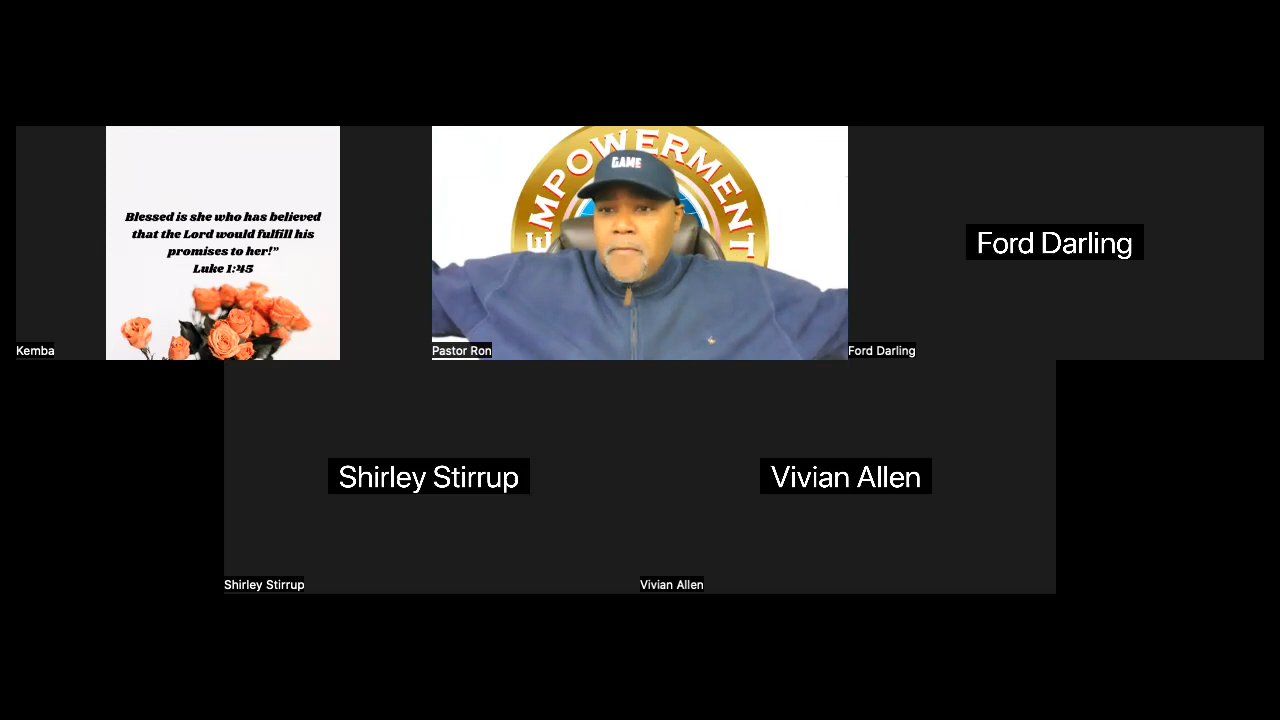 Blessed is she who has believed
that the Lord would fulfill his
promises to her!”
Luke 1:45
Kemba
EMPOWERMENT
GAME
Pastor Ron
Ford Darling
Ford Darling
Shirley Stirrup
Shirley Stirrup
Vivian Allen
Vivian Allen